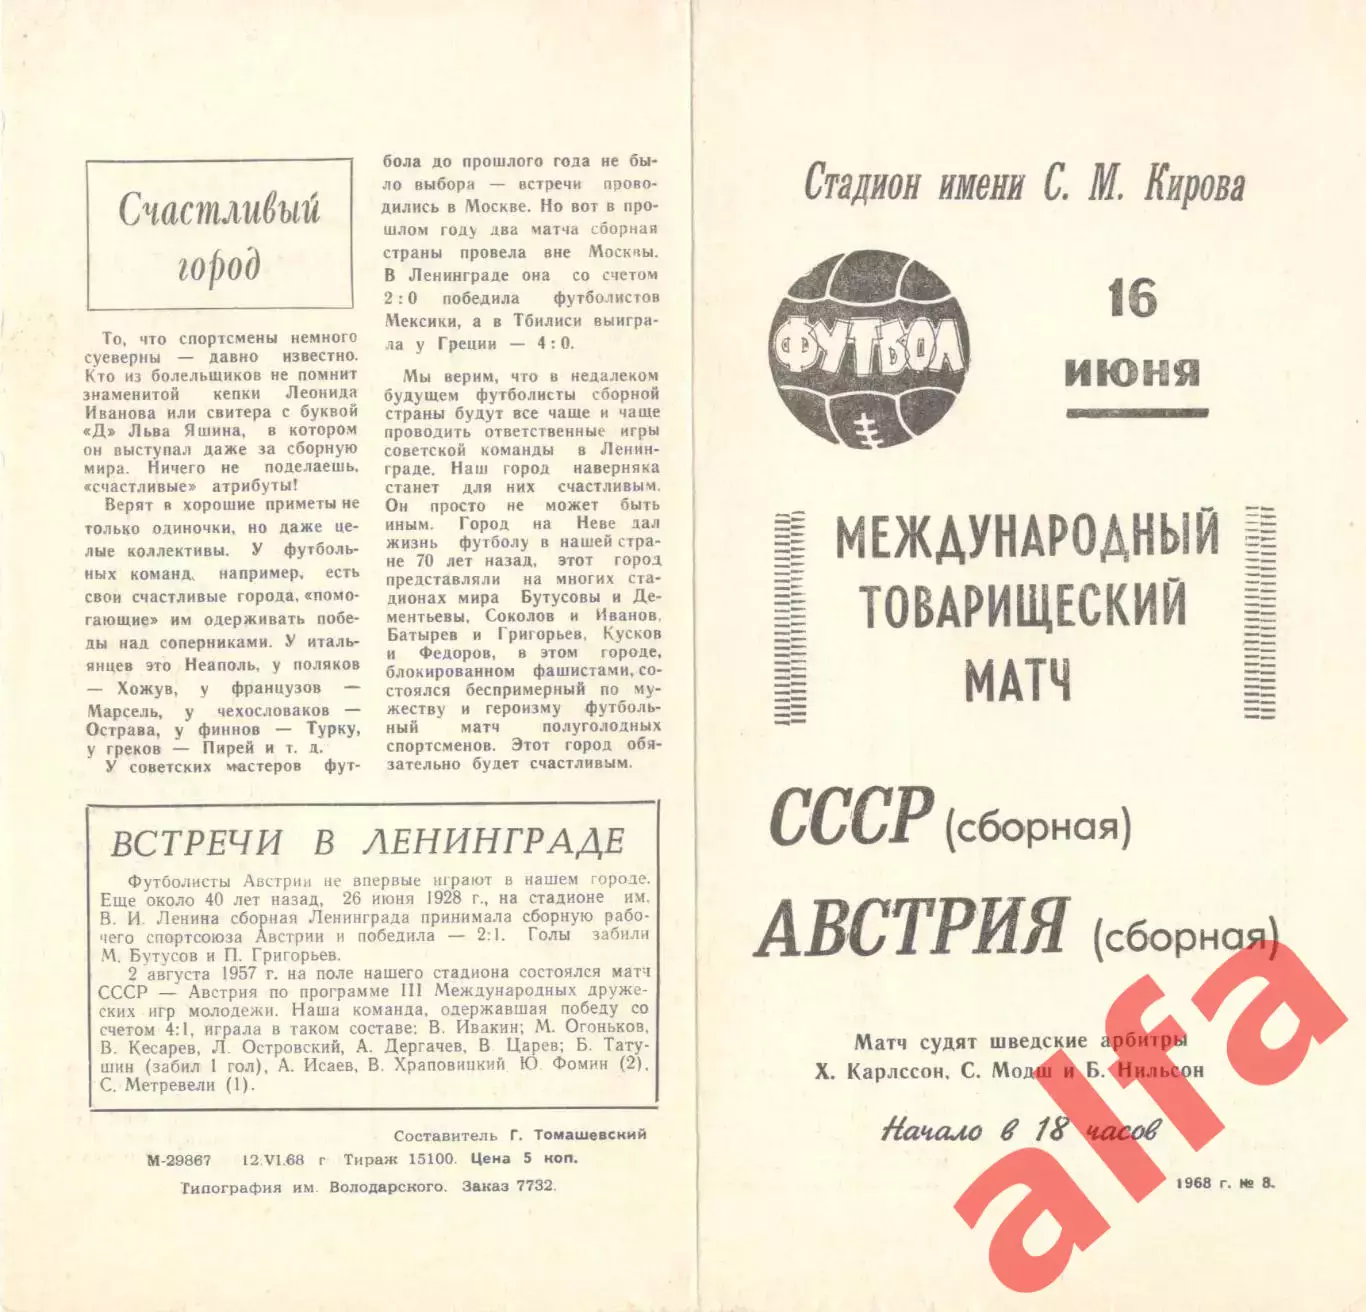 Счастливый
город
То, что спортсмены немного
суеверны — давно известно.
Кто из болельщиков не помнит
знаменитой кепки Леонида
Иванова или свитера с буквой
«Д» Льва Яшина, в котором
он выступал даже за сборную
мира. Ничего не поделаешь,
«счастливые» атрибуты!
Верят в хорошие приметы не
только одиночки, но даже це-
лые коллективы. У футболь-
ных команд, например, есть
свои счастливые города, «помо-
гающие» им одерживать побе-
ды над соперниками. У италь-
янцев это Неаполь, у поляков
— Хожув, у французов —
Марсель, у чехословаков —
Острава, у финнов — Турку,
у греков — Пирей и т. д.
У советских мастеров фут-
бола до прошлого года не бы-
ло выбора — встречи прово-
дились в Москве. Но вот в про-
шлом году два матча сборная
страны провела вне Москвы.
В Ленинграде она со счетом
2:0 победила футболистов
Мексики, а в Тбилиси выигра-
ла у Греции — 4:0.
Мы верим, что в недалеком
будущем футболисты сборной
страны будут все чаще и чаще
проводить ответственные игры
советской команды в Ленин-
граде. Наш город наверняка
станет для них счастливым.
Он просто не может быть
иным. Город на Неве дал
жизнь футболу в нашей стра-
не 70 лет назад, этот город
представляли на многих ста-
дионах мира Бутусовы и Де-
ментьевы, Соколов и Иванов,
Батырев и Григорьев, Кусков
и Федоров, в этом городе,
блокированном фашистами, со-
стоялся беспримерный по му-
жеству и героизму футболь-
ный матч полуголодных
спортсменов. Этот город обя-
зательно будет счастливым.
ВСТРЕЧИ В ЛЕНИНГРАДЕ
Футболисты Австрии не впервые играют в нашем городе.
Еще около 40 лет назад, 26 июня 1928 г., на стадионе им.
В. И. Ленина сборная Ленинграда принимала сборную рабо-
чего спортсоюза Австрии и победила — 2:1. Голы забили
М. Бутусов и П. Григорьев.
2 августа 1957 г. на поле нашего стадиона состоялся матч
СССР — Австрия по программе III Международных друже-
ских игр молодежи. Наша команда, одержавшая победу со
счетом 4:1, играла в таком составе: В. Ивакин; М. Огоньков,
В. Кесарев, Л. Островский, А. Дергачев, В. Царев; Б. Тату-
шин (забил 1 гол), А. Исаев, В. Храповицкий Ю. Фомин (2),
С. Метревели (1).
Составитель Г. Томашевский
М-29867 12.VI.68 г Тираж 15100. Цена 5 коп.
Типография им. Володарского. Заказ 7732.
Стадион имени С. М. Кирова
ФУТБОЛ
16
ИЮНЯ
МЕЖДУНАРОДНЫЙ
ТОВАРИЩЕСКИЙ
МАТЧ
СССР (сборная)
АВСТРИЯ (сборная)
Матч судят шведские арбитры
Х. Карлссон, С. Модш и Б. Нильсон
Начало в 18 часов
1968 г. № 8.
alfa